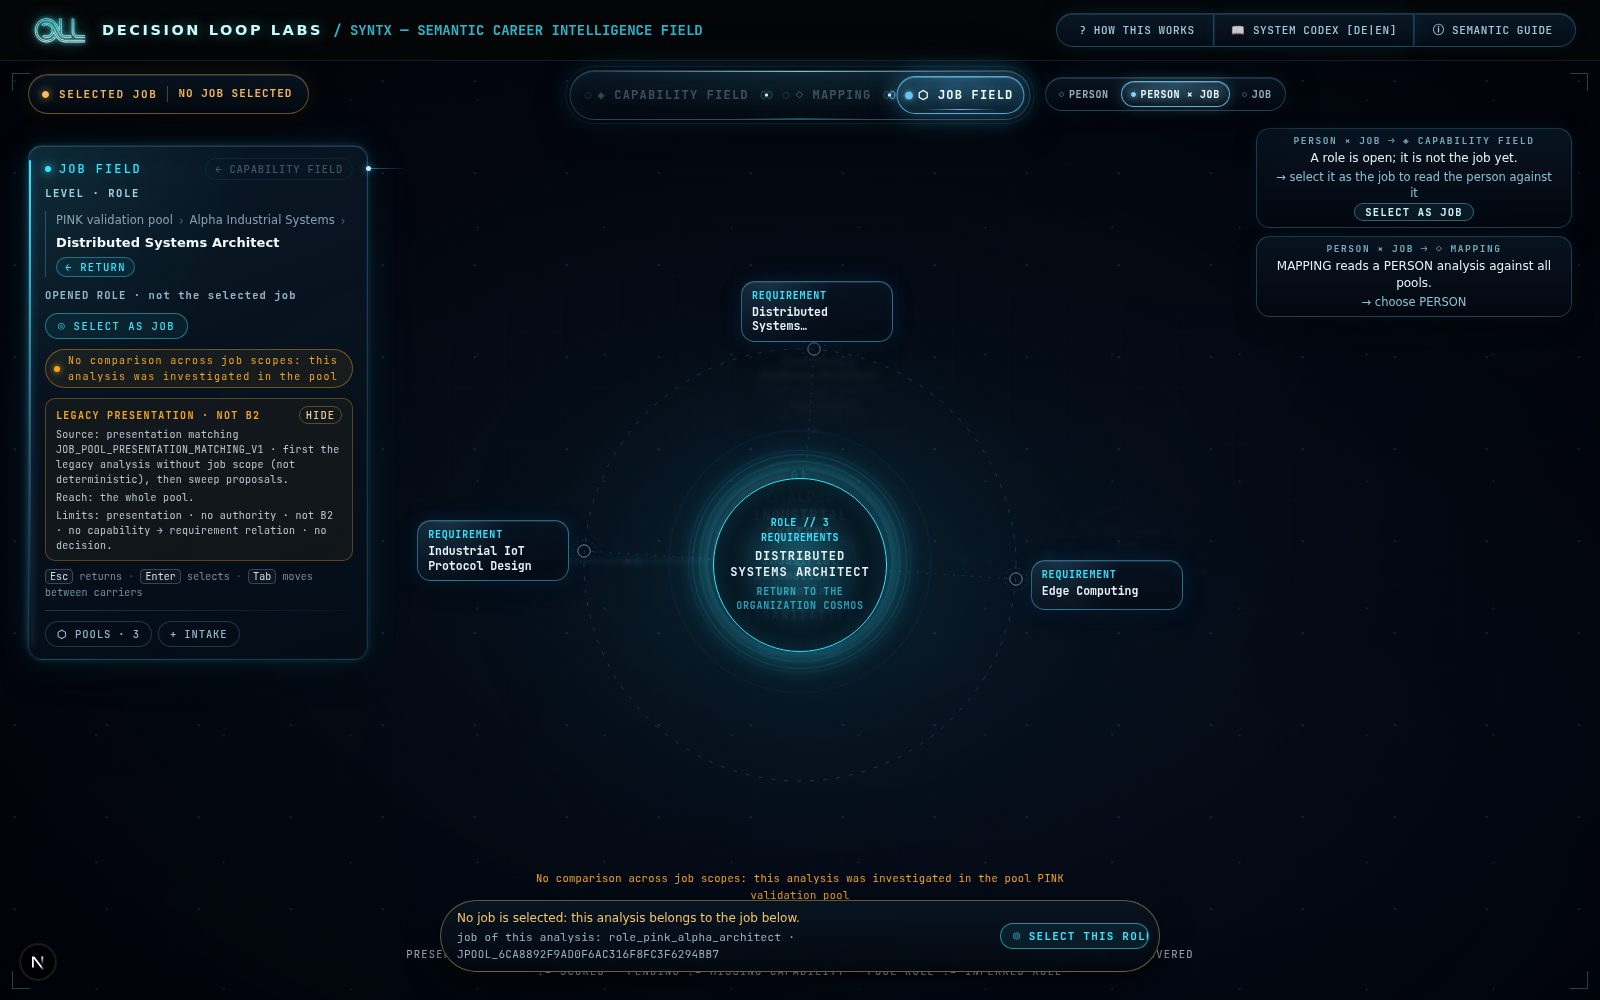 DECISION LOOP LABS / SYNTX — SEMANTIC CAREER INTELLIGENCE FIELD
? HOW THIS WORKS
📖 SYSTEM CODEX [DE|EN]
ⓘ SEMANTIC GUIDE
SELECTED JOB | NO JOB SELECTED
◈ CAPABILITY FIELD
◇ MAPPING
⬡ JOB FIELD
PERSON
PERSON × JOB
JOB
PERSON × JOB → ◈ CAPABILITY FIELD
A role is open; it is not the job yet.
→ select it as the job to read the person against
it
SELECT AS JOB
PERSON × JOB → ◇ MAPPING
MAPPING reads a PERSON analysis against all
pools.
→ choose PERSON
JOB FIELD
← CAPABILITY FIELD
LEVEL · ROLE
PINK validation pool › Alpha Industrial Systems ›
Distributed Systems Architect
← RETURN
OPENED ROLE · not the selected job
◎ SELECT AS JOB
No comparison across job scopes: this
analysis was investigated in the pool
LEGACY PRESENTATION · NOT B2
HIDE
Source: presentation matching
JOB_POOL_PRESENTATION_MATCHING_V1 · first the
legacy analysis without job scope (not
deterministic), then sweep proposals.
Reach: the whole pool.
Limits: presentation · no authority · not B2
· no capability → requirement relation · no
decision.
Esc returns · Enter selects · Tab moves
between carriers
⬡ POOLS · 3
+ INTAKE
REQUIREMENT
Distributed
Systems…
REQUIREMENT
Industrial IoT
Protocol Design
ROLE // 3
REQUIREMENTS
DISTRIBUTED
SYSTEMS ARCHITECT
RETURN TO THE
ORGANIZATION COSMOS
REQUIREMENT
Edge Computing
No comparison across job scopes: this analysis was investigated in the pool PINK
validation pool
No job is selected: this analysis belongs to the job below.
job of this analysis: role_pink_alpha_architect ·
JPOOL_6CA8892F9AD0F6AC316F8FC3F6294BB7
◎ SELECT THIS ROL